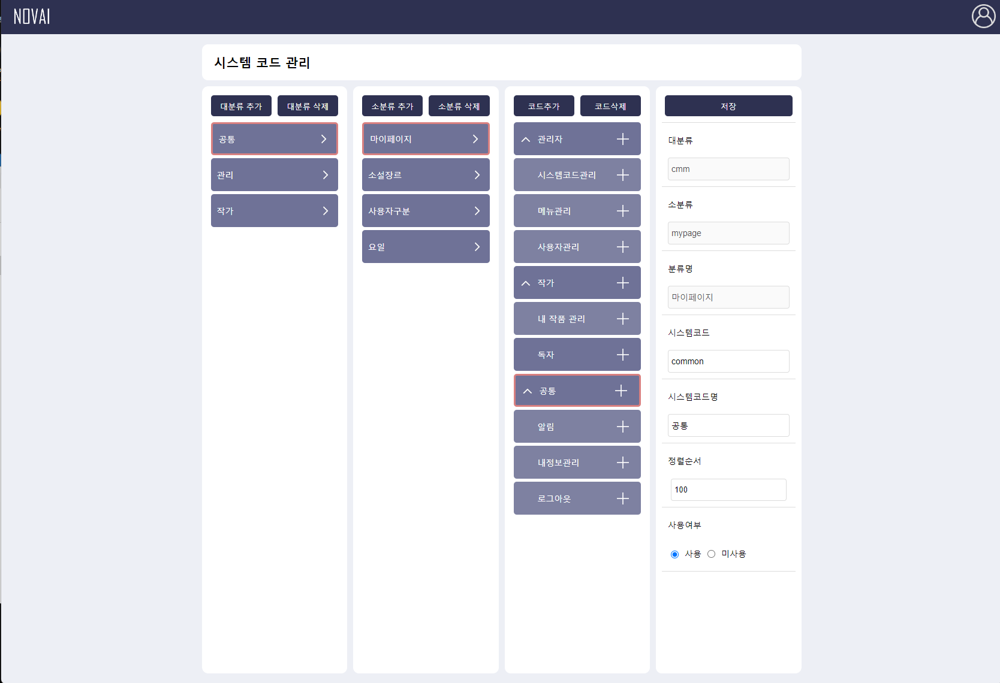 NOVAI
시스템 코드 관리
대분류 추가
대분류 삭제
공통
관리
작가
소분류 추가
소분류 삭제
마이페이지
소설장르
사용자구분
요일
코드추가
코드삭제
관리자
시스템코드관리
메뉴관리
사용자관리
작가
내 작품 관리
독자
공통
알림
내정보관리
로그아웃
저장
대분류
cmm
소분류
mypage
분류명
마이페이지
시스템코드
common
시스템코드명
공통
정렬순서
100
사용여부
사용 미사용